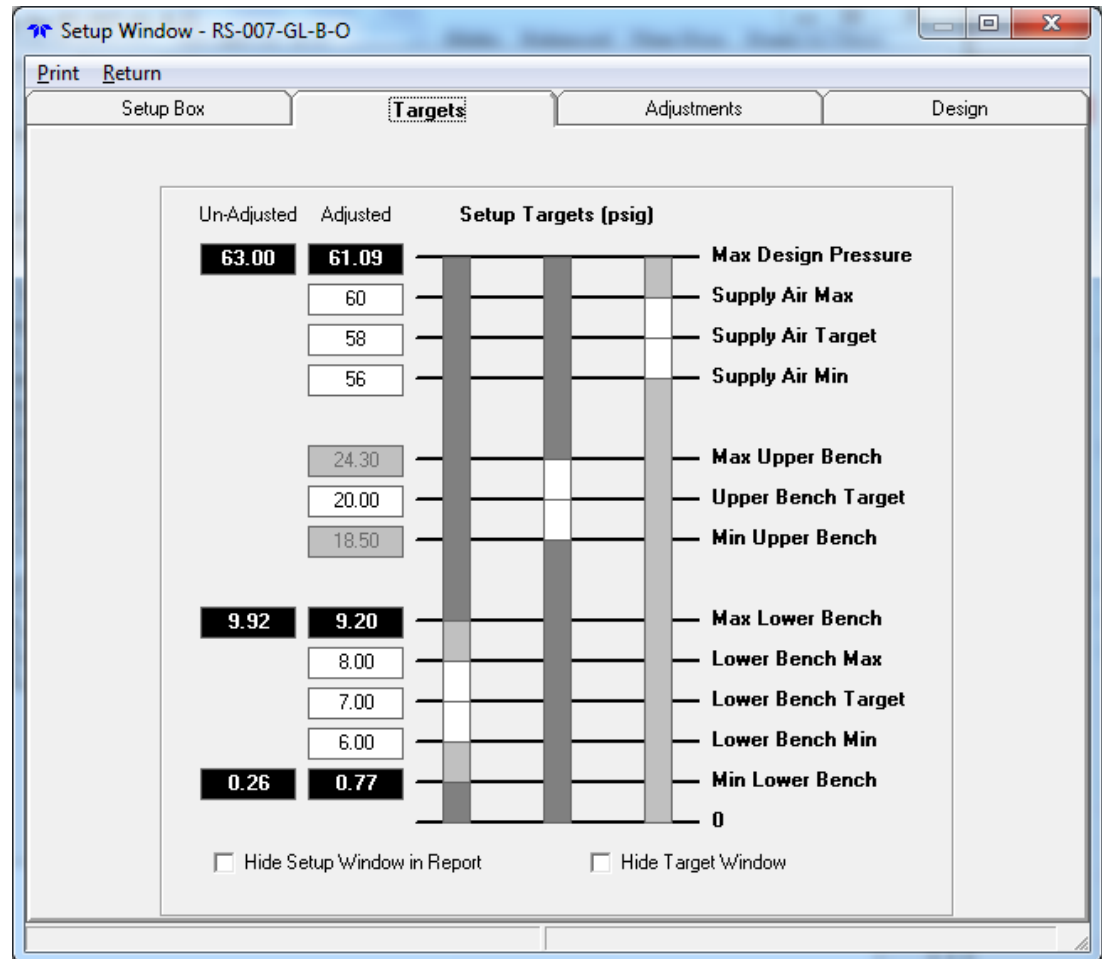 Setup Window - RS-007-GL-B-O
Print Return
Setup Box Targets Adjustments Design
Un-Adjusted Adjusted Setup Targets (psig)
63.00 61.09 Max Design Pressure
60 Supply Air Max
58 Supply Air Target
56 Supply Air Min
24.30 Max Upper Bench
20.00 Upper Bench Target
18.50 Min Upper Bench
9.92 9.20 Max Lower Bench
8.00 Lower Bench Max
7.00 Lower Bench Target
6.00 Lower Bench Min
0.26 0.77 Min Lower Bench
0
Hide Setup Window in Report Hide Target Window